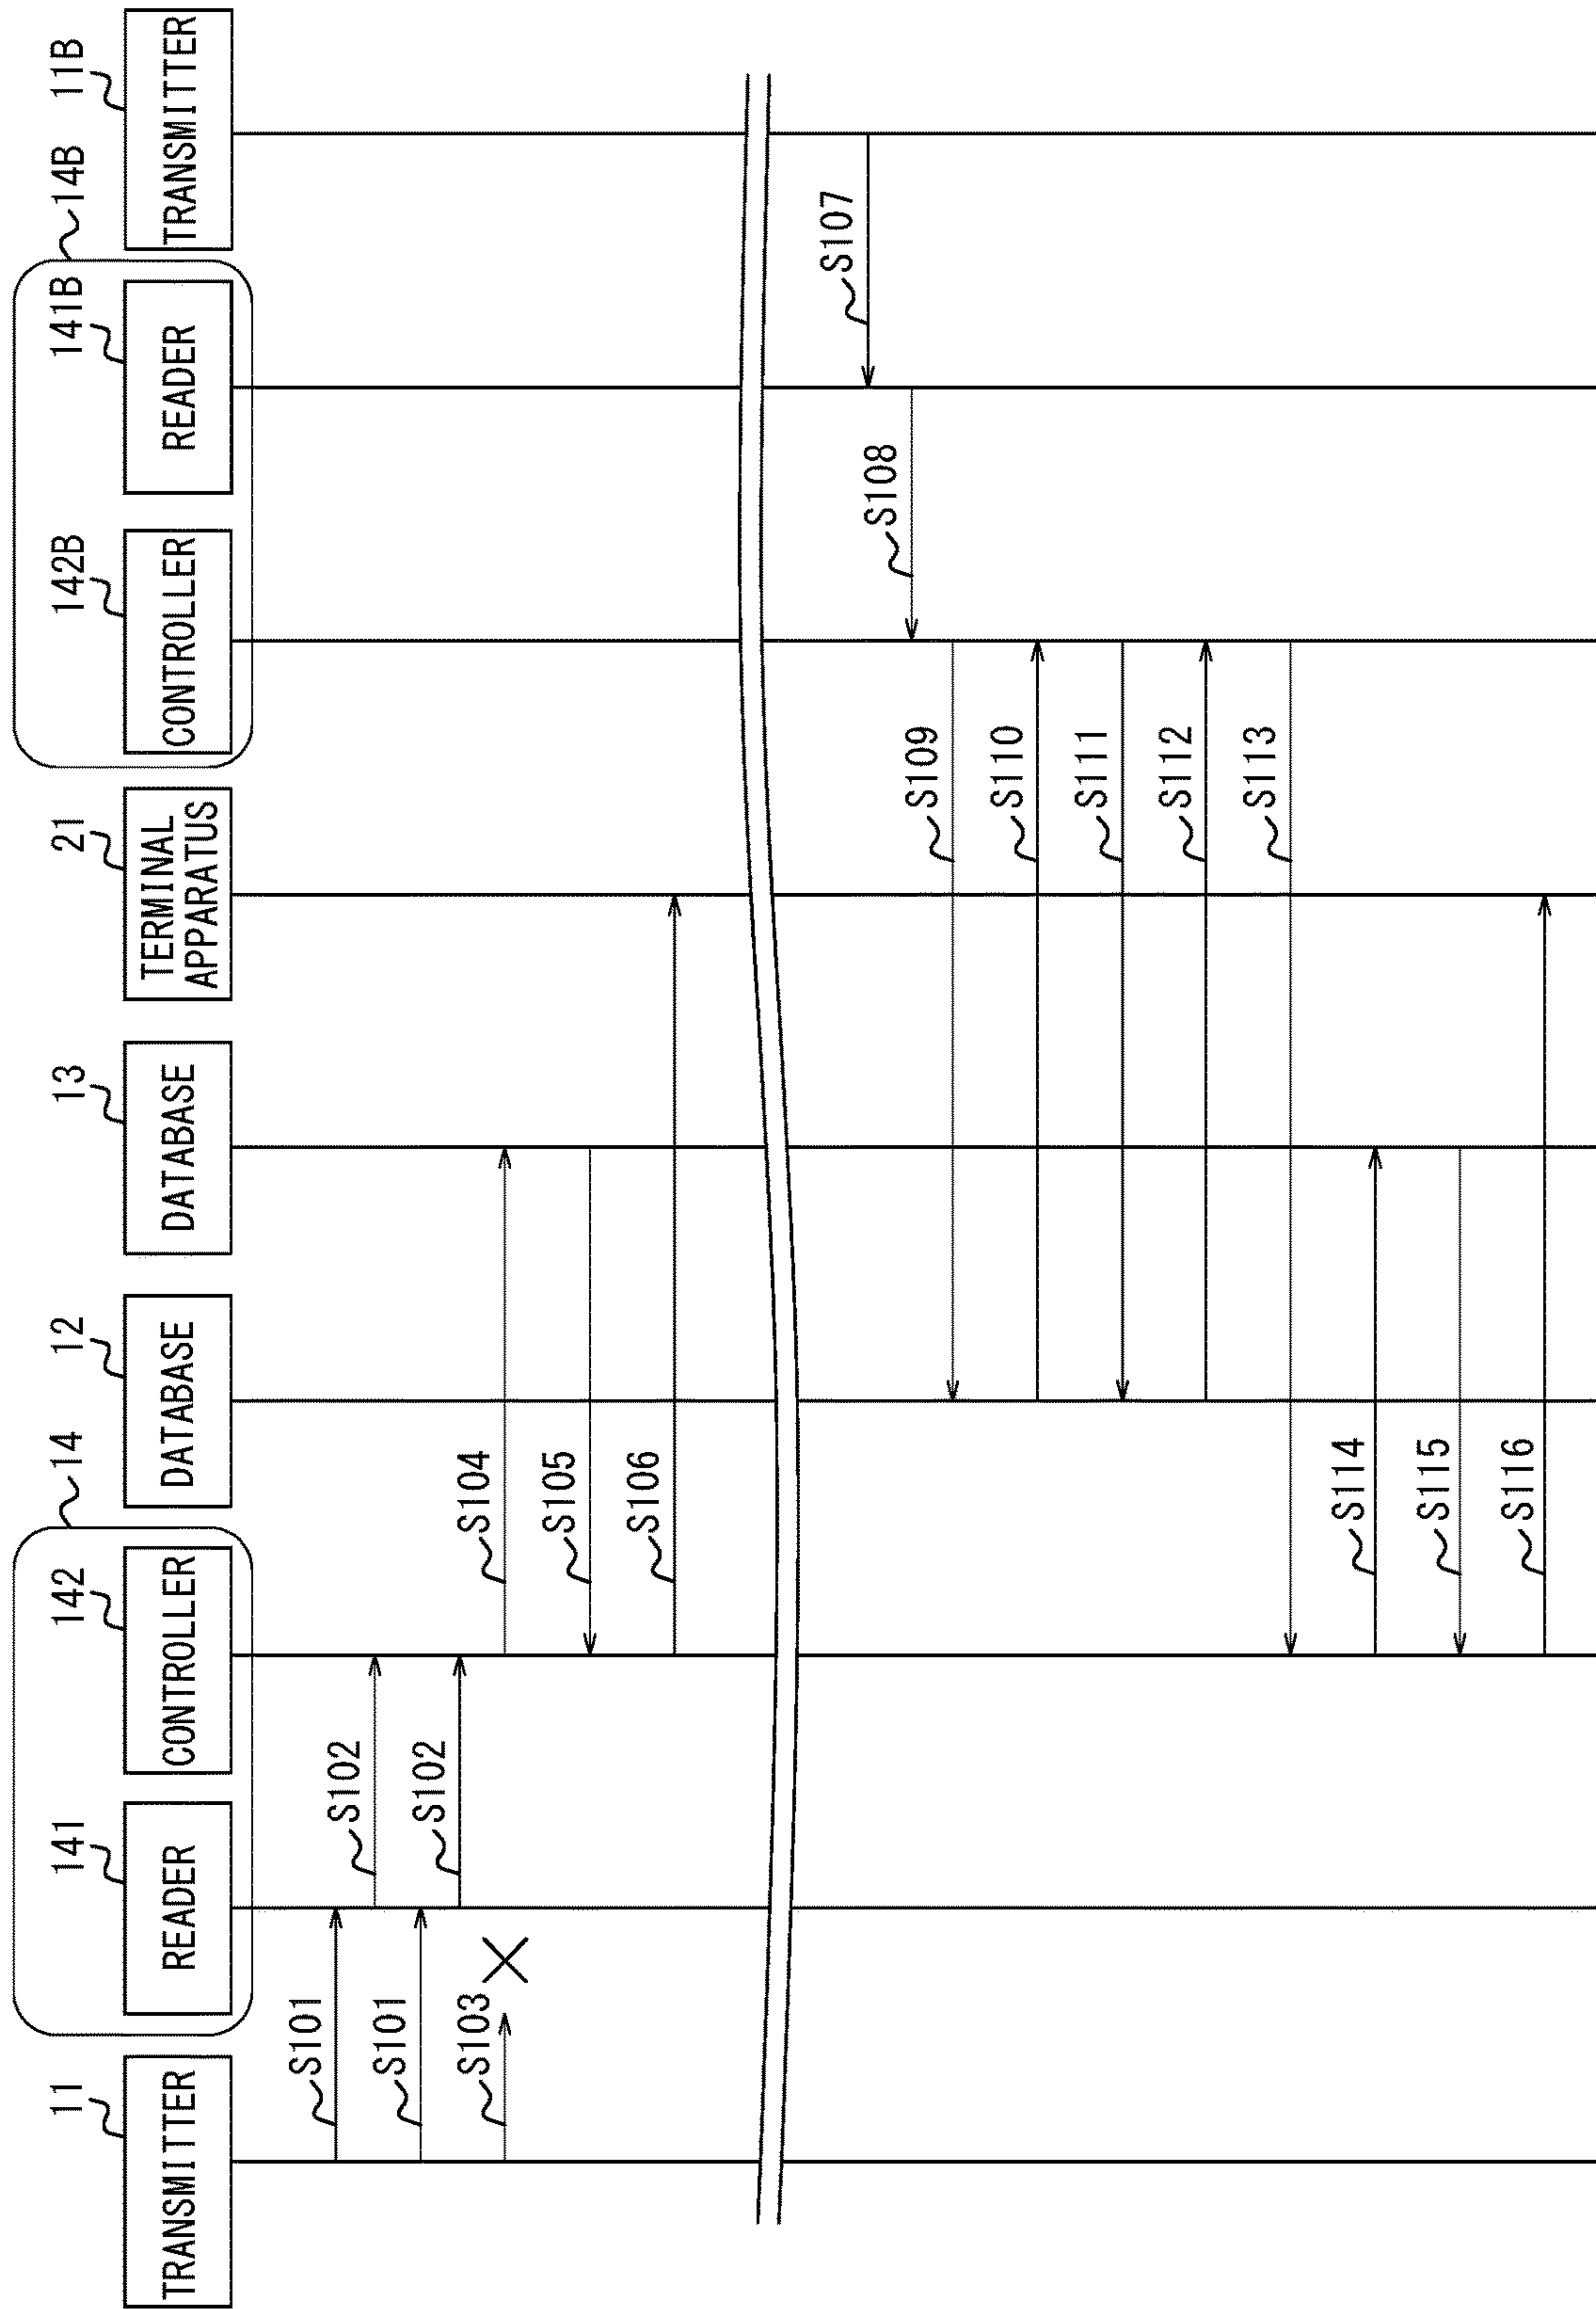 11
TRANSMITTER
14
141
READER
142
CONTROLLER
12
DATABASE
13
DATABASE
21
TERMINAL
APPARATUS
14B
142B
CONTROLLER
141B
READER
11B
TRANSMITTER
S101
S102
S101
S102
S103
S104
S105
S106
S107
S108
S109
S110
S111
S112
S113
S114
S115
S116